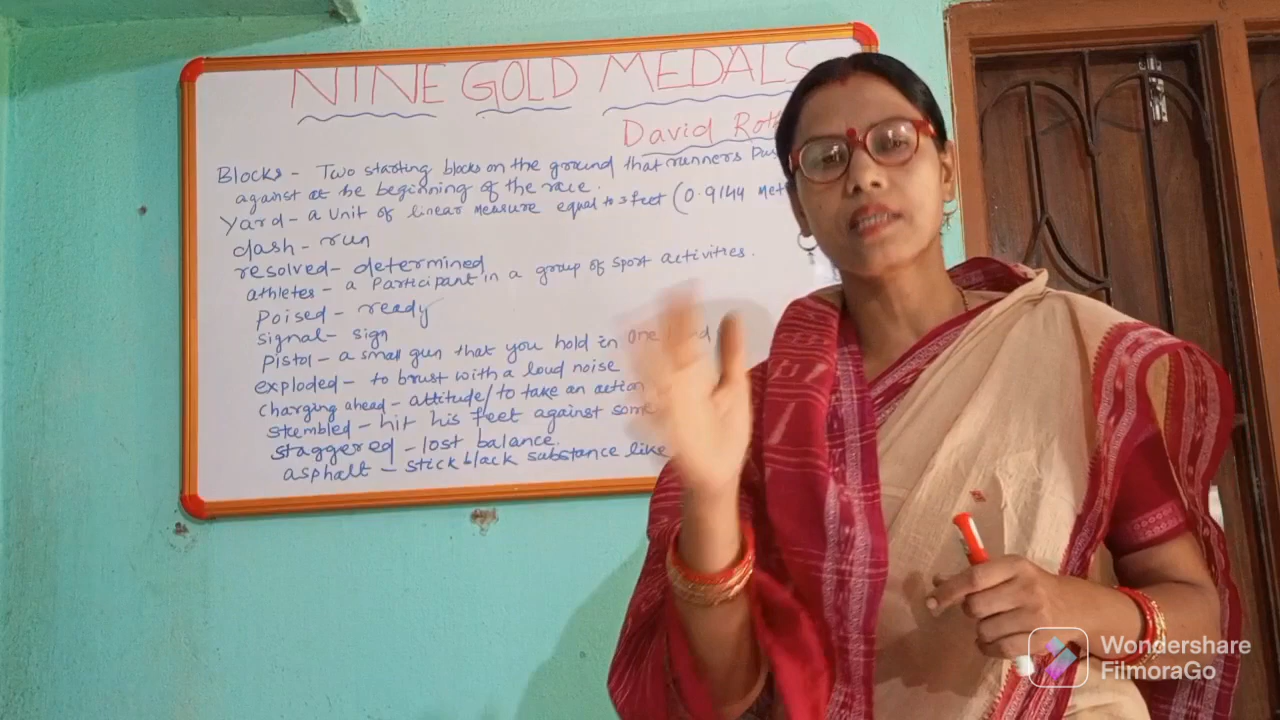 NINE GOLD MEDALS
David Roth
Blocks - Two starting blocks on the ground that runners
against at the beginning of the race.
Yard - a Unit of linear Measure equal to 3 feet (0.9144 Met
dash - run
resolved - determined
athletes - a Participant in a group of sport activities.
Poised - ready
signal - sign
Pistol - a small gun that you hold in one
exploded - to brust with a loud noise
charging ahead - attitude/to take an action
stumbled - hit his feet against some
staggered - lost balance.
asphalt - stick black substance like
Wondershare
FilmoraGo